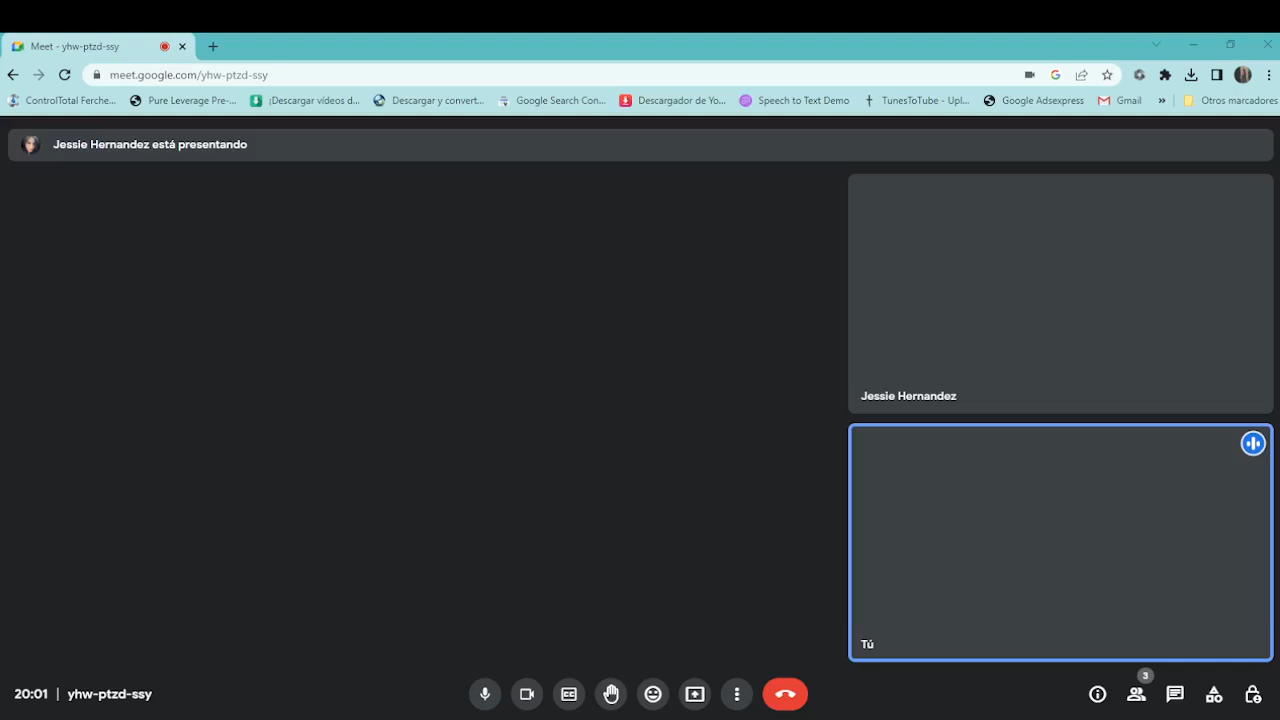 Meet - yhw-ptzd-ssy
meet.google.com/yhw-ptzd-ssy
ControlTotal Ferche... Pure Leverage Pre-... ¡Descargar vídeos d... Descargar y convert... Google Search Con... Descargador de Yo... Speech to Text Demo TunesToTube - Upl... Google Adsexpress Gmail » Otros marcadores
Jessie Hernandez está presentando
Jessie Hernandez
Tú
3
20:01 | yhw-ptzd-ssy